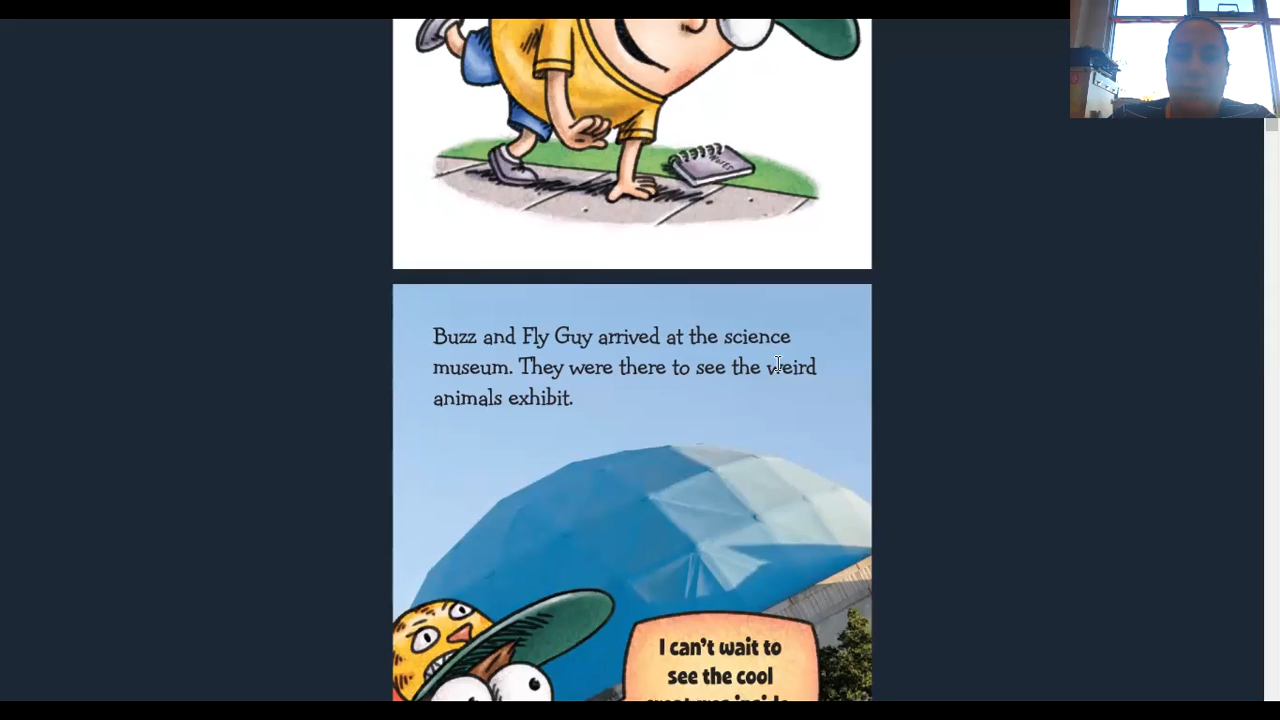 Buzz and Fly Guy arrived at the science
museum. They were there to see the weird
animals exhibit.
I can't wait to
see the cool